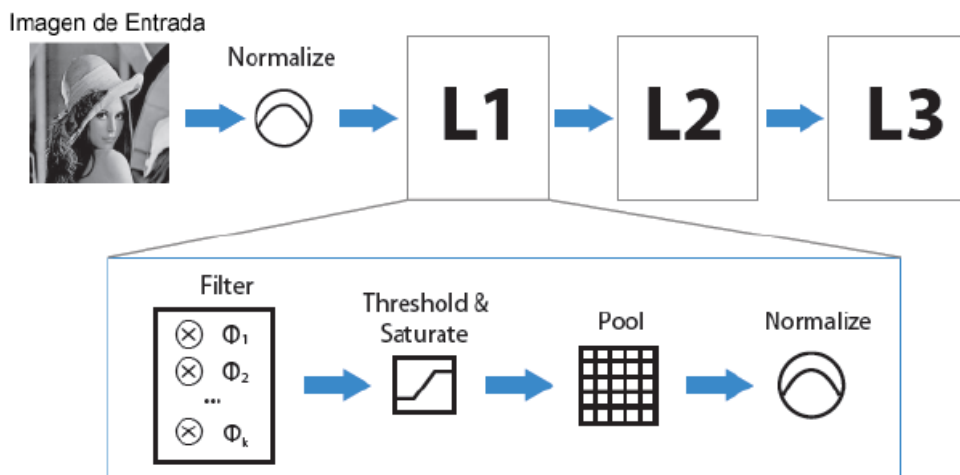 Imagen de Entrada
Normalize
L1
L2
L3
Filter
Φ1
Φ2
...
Φk
Threshold &
Saturate
Pool
Normalize